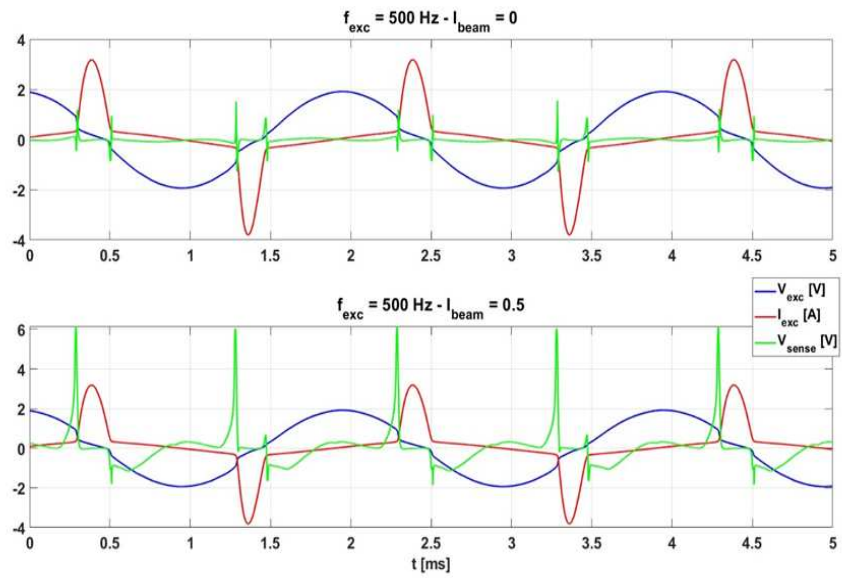 f_exc = 500 Hz - I_beam = 0
4
2
0
-2
-4
0 0.5 1 1.5 2 2.5 3 3.5 4 4.5 5
f_exc = 500 Hz - I_beam = 0.5
V_exc [V]
I_exc [A]
V_sense [V]
6
4
2
0
-2
-4
0 0.5 1 1.5 2 2.5 3 3.5 4 4.5 5
t [ms]